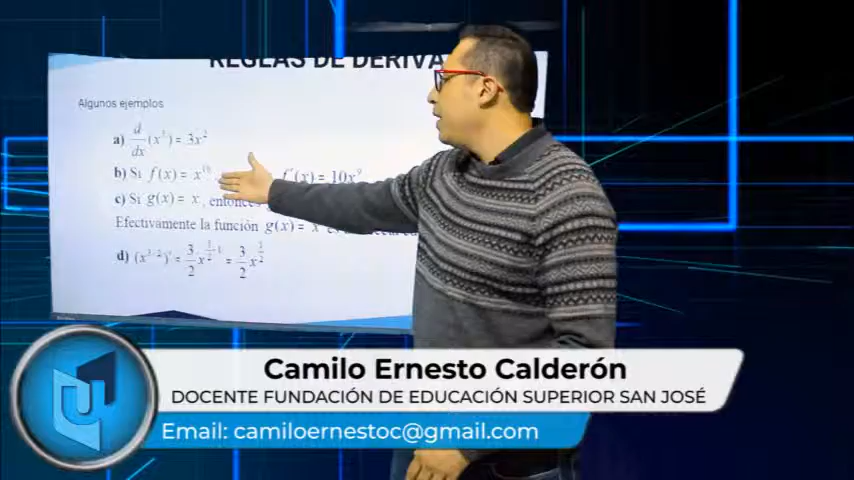 REGLAS DE DERIVA
Algunos ejemplos
a) d/dx (x³) = 3x²
b) Si f(x) = x¹⁰ f'(x) = 10x⁹
c) Si g(x) = x , entonces
Efectivamente la función g(x) = x
d) (x³ᐟ²)' = 3/2 x^(3/2 - 1) = 3/2 x^(1/2)
Camilo Ernesto Calderón
DOCENTE FUNDACIÓN DE EDUCACIÓN SUPERIOR SAN JOSÉ
Email: camiloernestoc@gmail.com